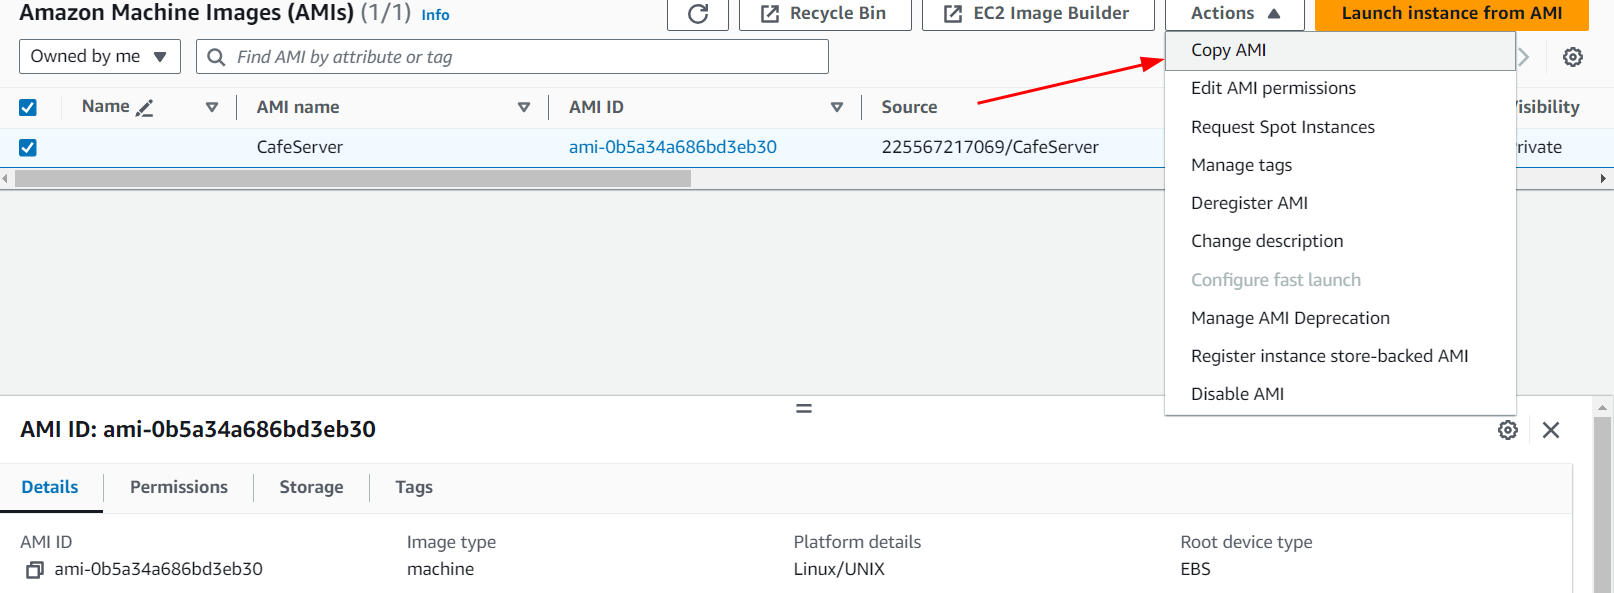 Amazon Machine Images (AMIs) (1/1) Info Recycle Bin EC2 Image Builder Actions Launch instance from AMI
Owned by me Find AMI by attribute or tag
Copy AMI
Edit AMI permissions
Request Spot Instances
Manage tags
Deregister AMI
Change description
Configure fast launch
Manage AMI Deprecation
Register instance store-backed AMI
Disable AMI
Name AMI name AMI ID Source isibility
CafeServer ami-0b5a34a686bd3eb30 225567217069/CafeServer rivate
AMI ID: ami-0b5a34a686bd3eb30
Details Permissions Storage Tags
AMI ID Image type Platform details Root device type
ami-0b5a34a686bd3eb30 machine Linux/UNIX EBS